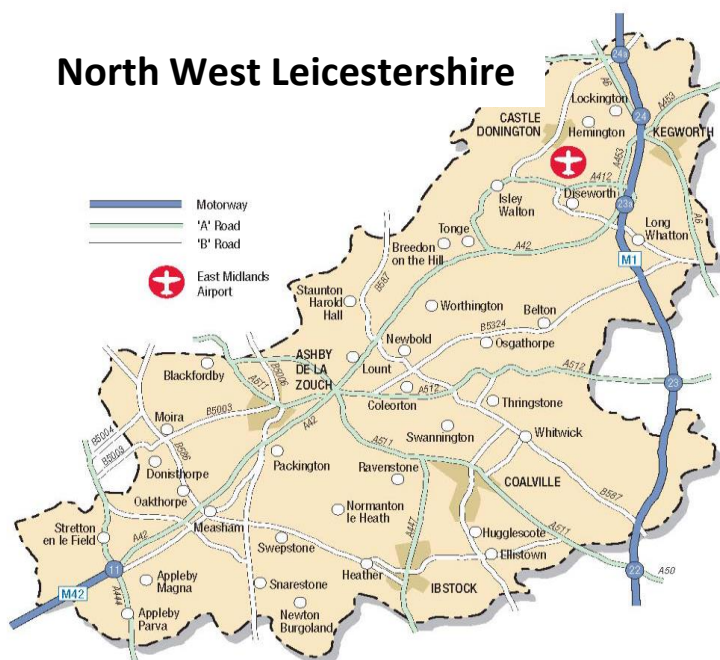 North West Leicestershire
24a
A6
Lockington
A453
CASTLE
DONINGTON
24
Hemington
KEGWORTH
A453
A412
Isley
Walton
Diseworth
23a
Motorway
'A' Road
'B' Road
East Midlands
Airport
Tonge
Breedon
on the Hill
A42
Long
Whatton
A6
M1
B587
Staunton
Harold
Hall
Worthington
Belton
B5324
Newbold
Osgathorpe
ASHBY
DE LA
ZOUCH
Lount
B5006
Blackfordby
A511
A512
A512
Coleorton
23
Thringstone
Moira
B5003
A42
Swannington
Whitwick
B5004
B5003
B586
A511
Packington
Ravenstone
COALVILLE
Donisthorpe
Oakthorpe
Normanton
le Heath
B587
Measham
Stretton
en le Field
A42
A447
Hugglescote
A511
Swepstone
Ellistown
11
Heather
22
A50
Appleby
Magna
Snarestone
IBSTOCK
M42
A444
Appleby
Parva
Newton
Burgoland